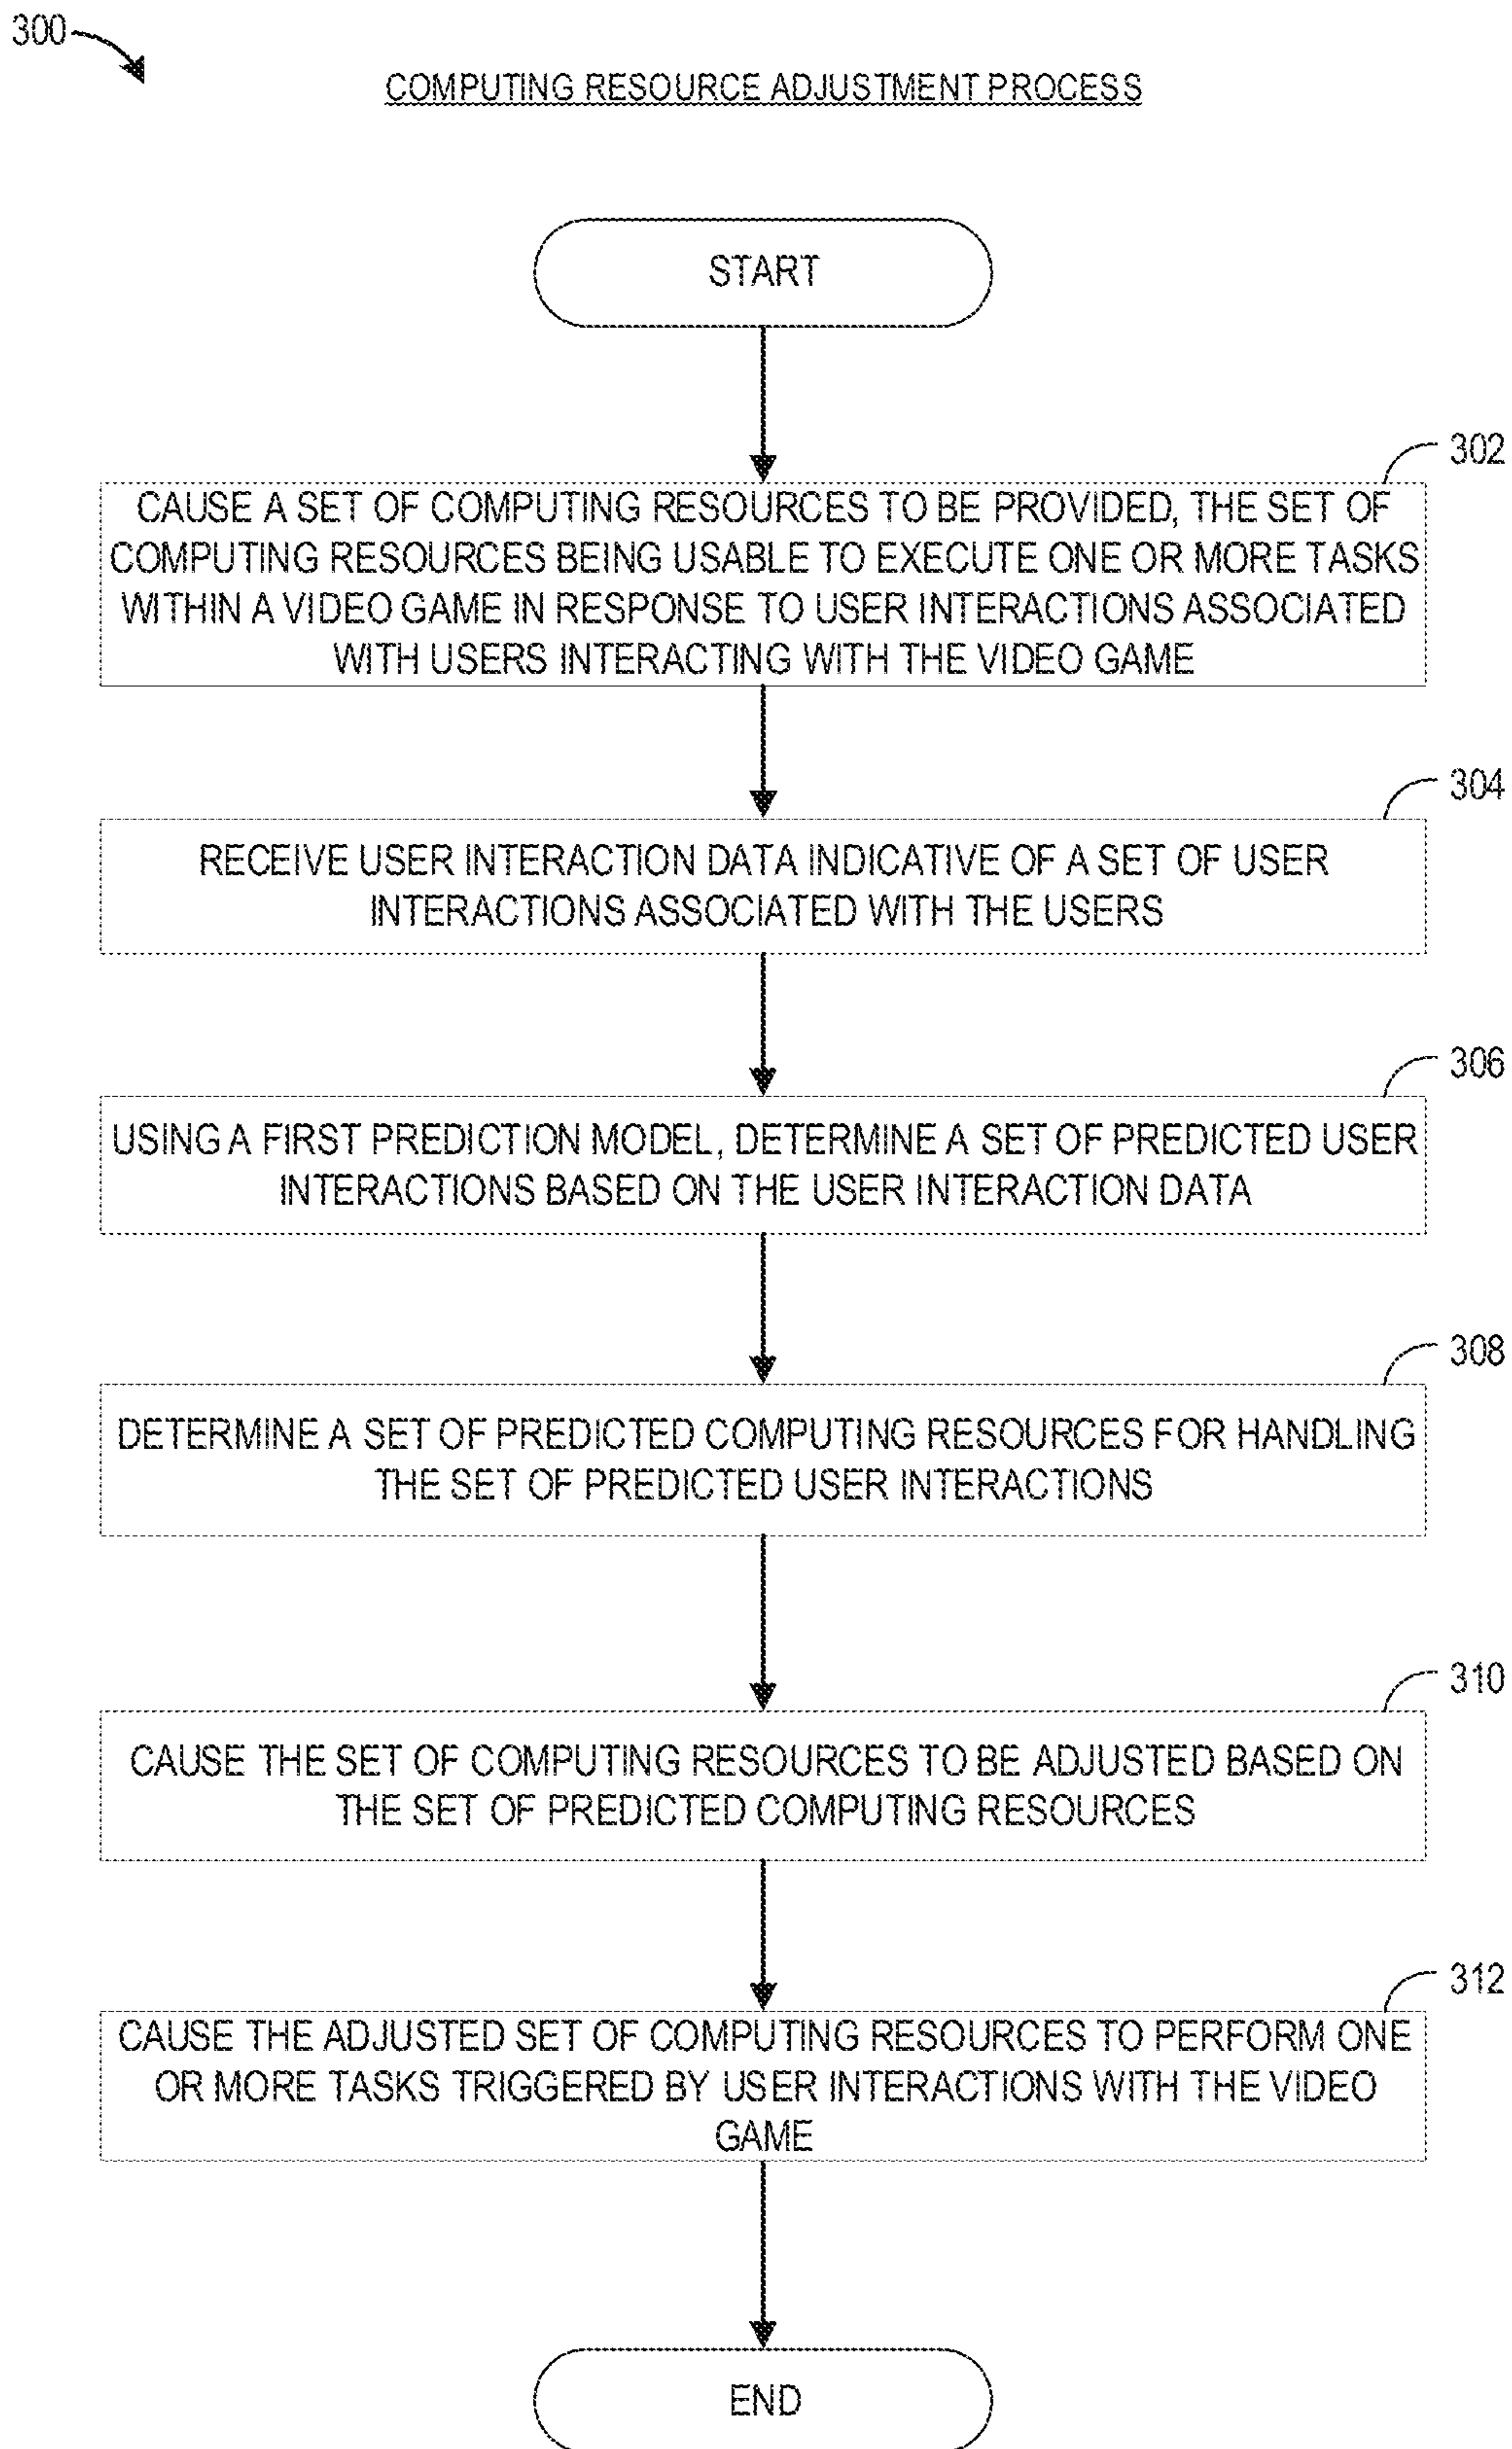 300
COMPUTING RESOURCE ADJUSTMENT PROCESS
START
302
CAUSE A SET OF COMPUTING RESOURCES TO BE PROVIDED, THE SET OF
COMPUTING RESOURCES BEING USABLE TO EXECUTE ONE OR MORE TASKS
WITHIN A VIDEO GAME IN RESPONSE TO USER INTERACTIONS ASSOCIATED
WITH USERS INTERACTING WITH THE VIDEO GAME
304
RECEIVE USER INTERACTION DATA INDICATIVE OF A SET OF USER
INTERACTIONS ASSOCIATED WITH THE USERS
306
USING A FIRST PREDICTION MODEL, DETERMINE A SET OF PREDICTED USER
INTERACTIONS BASED ON THE USER INTERACTION DATA
308
DETERMINE A SET OF PREDICTED COMPUTING RESOURCES FOR HANDLING
THE SET OF PREDICTED USER INTERACTIONS
310
CAUSE THE SET OF COMPUTING RESOURCES TO BE ADJUSTED BASED ON
THE SET OF PREDICTED COMPUTING RESOURCES
312
CAUSE THE ADJUSTED SET OF COMPUTING RESOURCES TO PERFORM ONE
OR MORE TASKS TRIGGERED BY USER INTERACTIONS WITH THE VIDEO
GAME
END